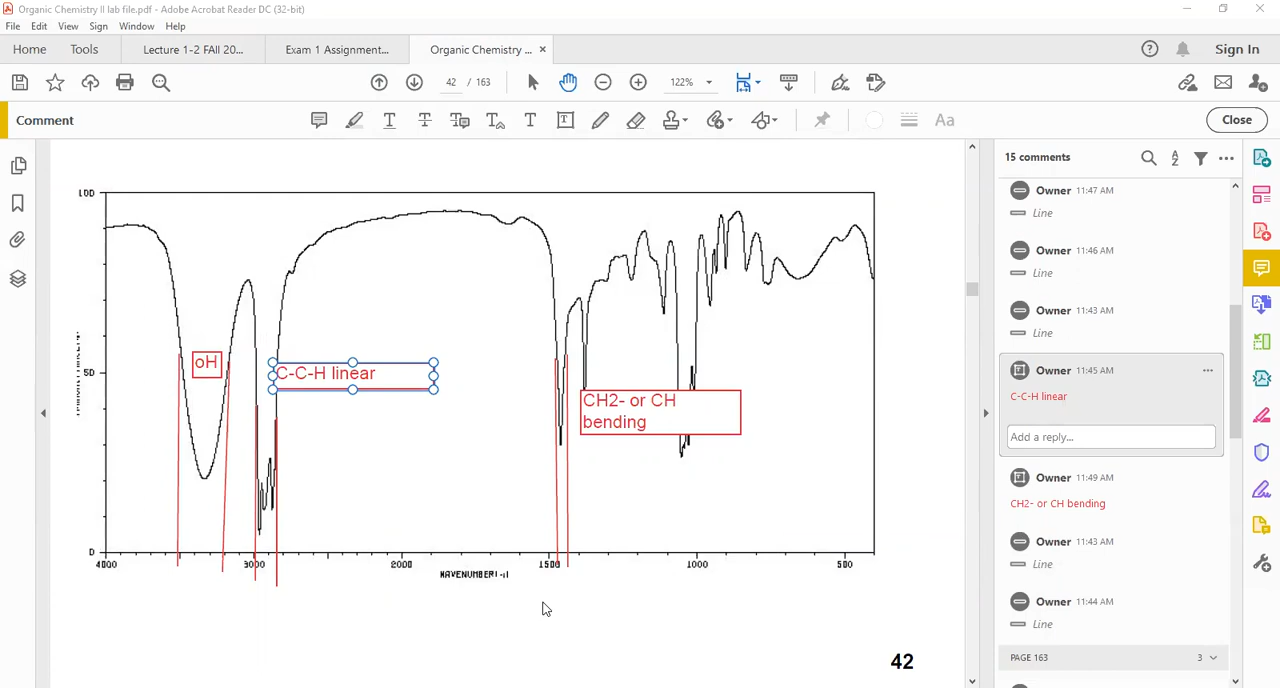 Organic Chemistry II lab file.pdf - Adobe Acrobat Reader DC (32-bit)
File Edit View Sign Window Help
Home Tools Lecture 1-2 FAll 20... Exam 1 Assignment... Organic Chemistry ... × Sign In
42 / 163 122%
Comment Close
Aa
15 comments
Owner 11:47 AM
Line
Owner 11:46 AM
Line
Owner 11:43 AM
Line
Owner 11:45 AM
C-C-H linear
Add a reply...
Owner 11:49 AM
CH2- or CH bending
Owner 11:43 AM
Line
Owner 11:44 AM
Line
PAGE 163 3
100
50
0
oH
C-C-H linear
CH2- or CH
bending
4000 3000 2000 1500 1000 500
42